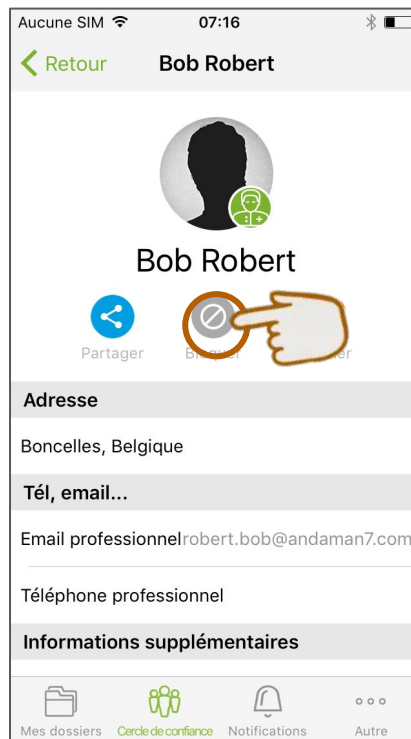 Aucune SIM 07:16
Retour Bob Robert
Bob Robert
Partager Bloquer
Adresse
Boncelles, Belgique
Tél, email...
Email professionnel robert.bob@andaman7.com
Téléphone professionnel
Informations supplémentaires
Mes dossiers Cercle de confiance Notifications Autre